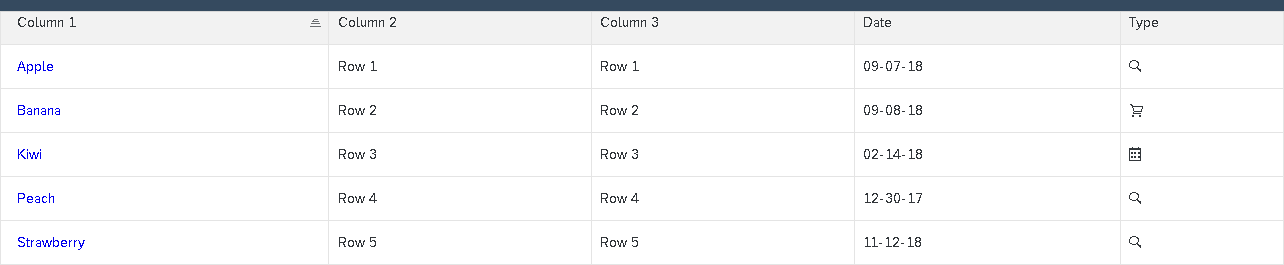 Column 1 Column 2 Column 3 Date Type
Apple Row 1 Row 1 09-07-18
Banana Row 2 Row 2 09-08-18
Kiwi Row 3 Row 3 02-14-18
Peach Row 4 Row 4 12-30-17
Strawberry Row 5 Row 5 11-12-18